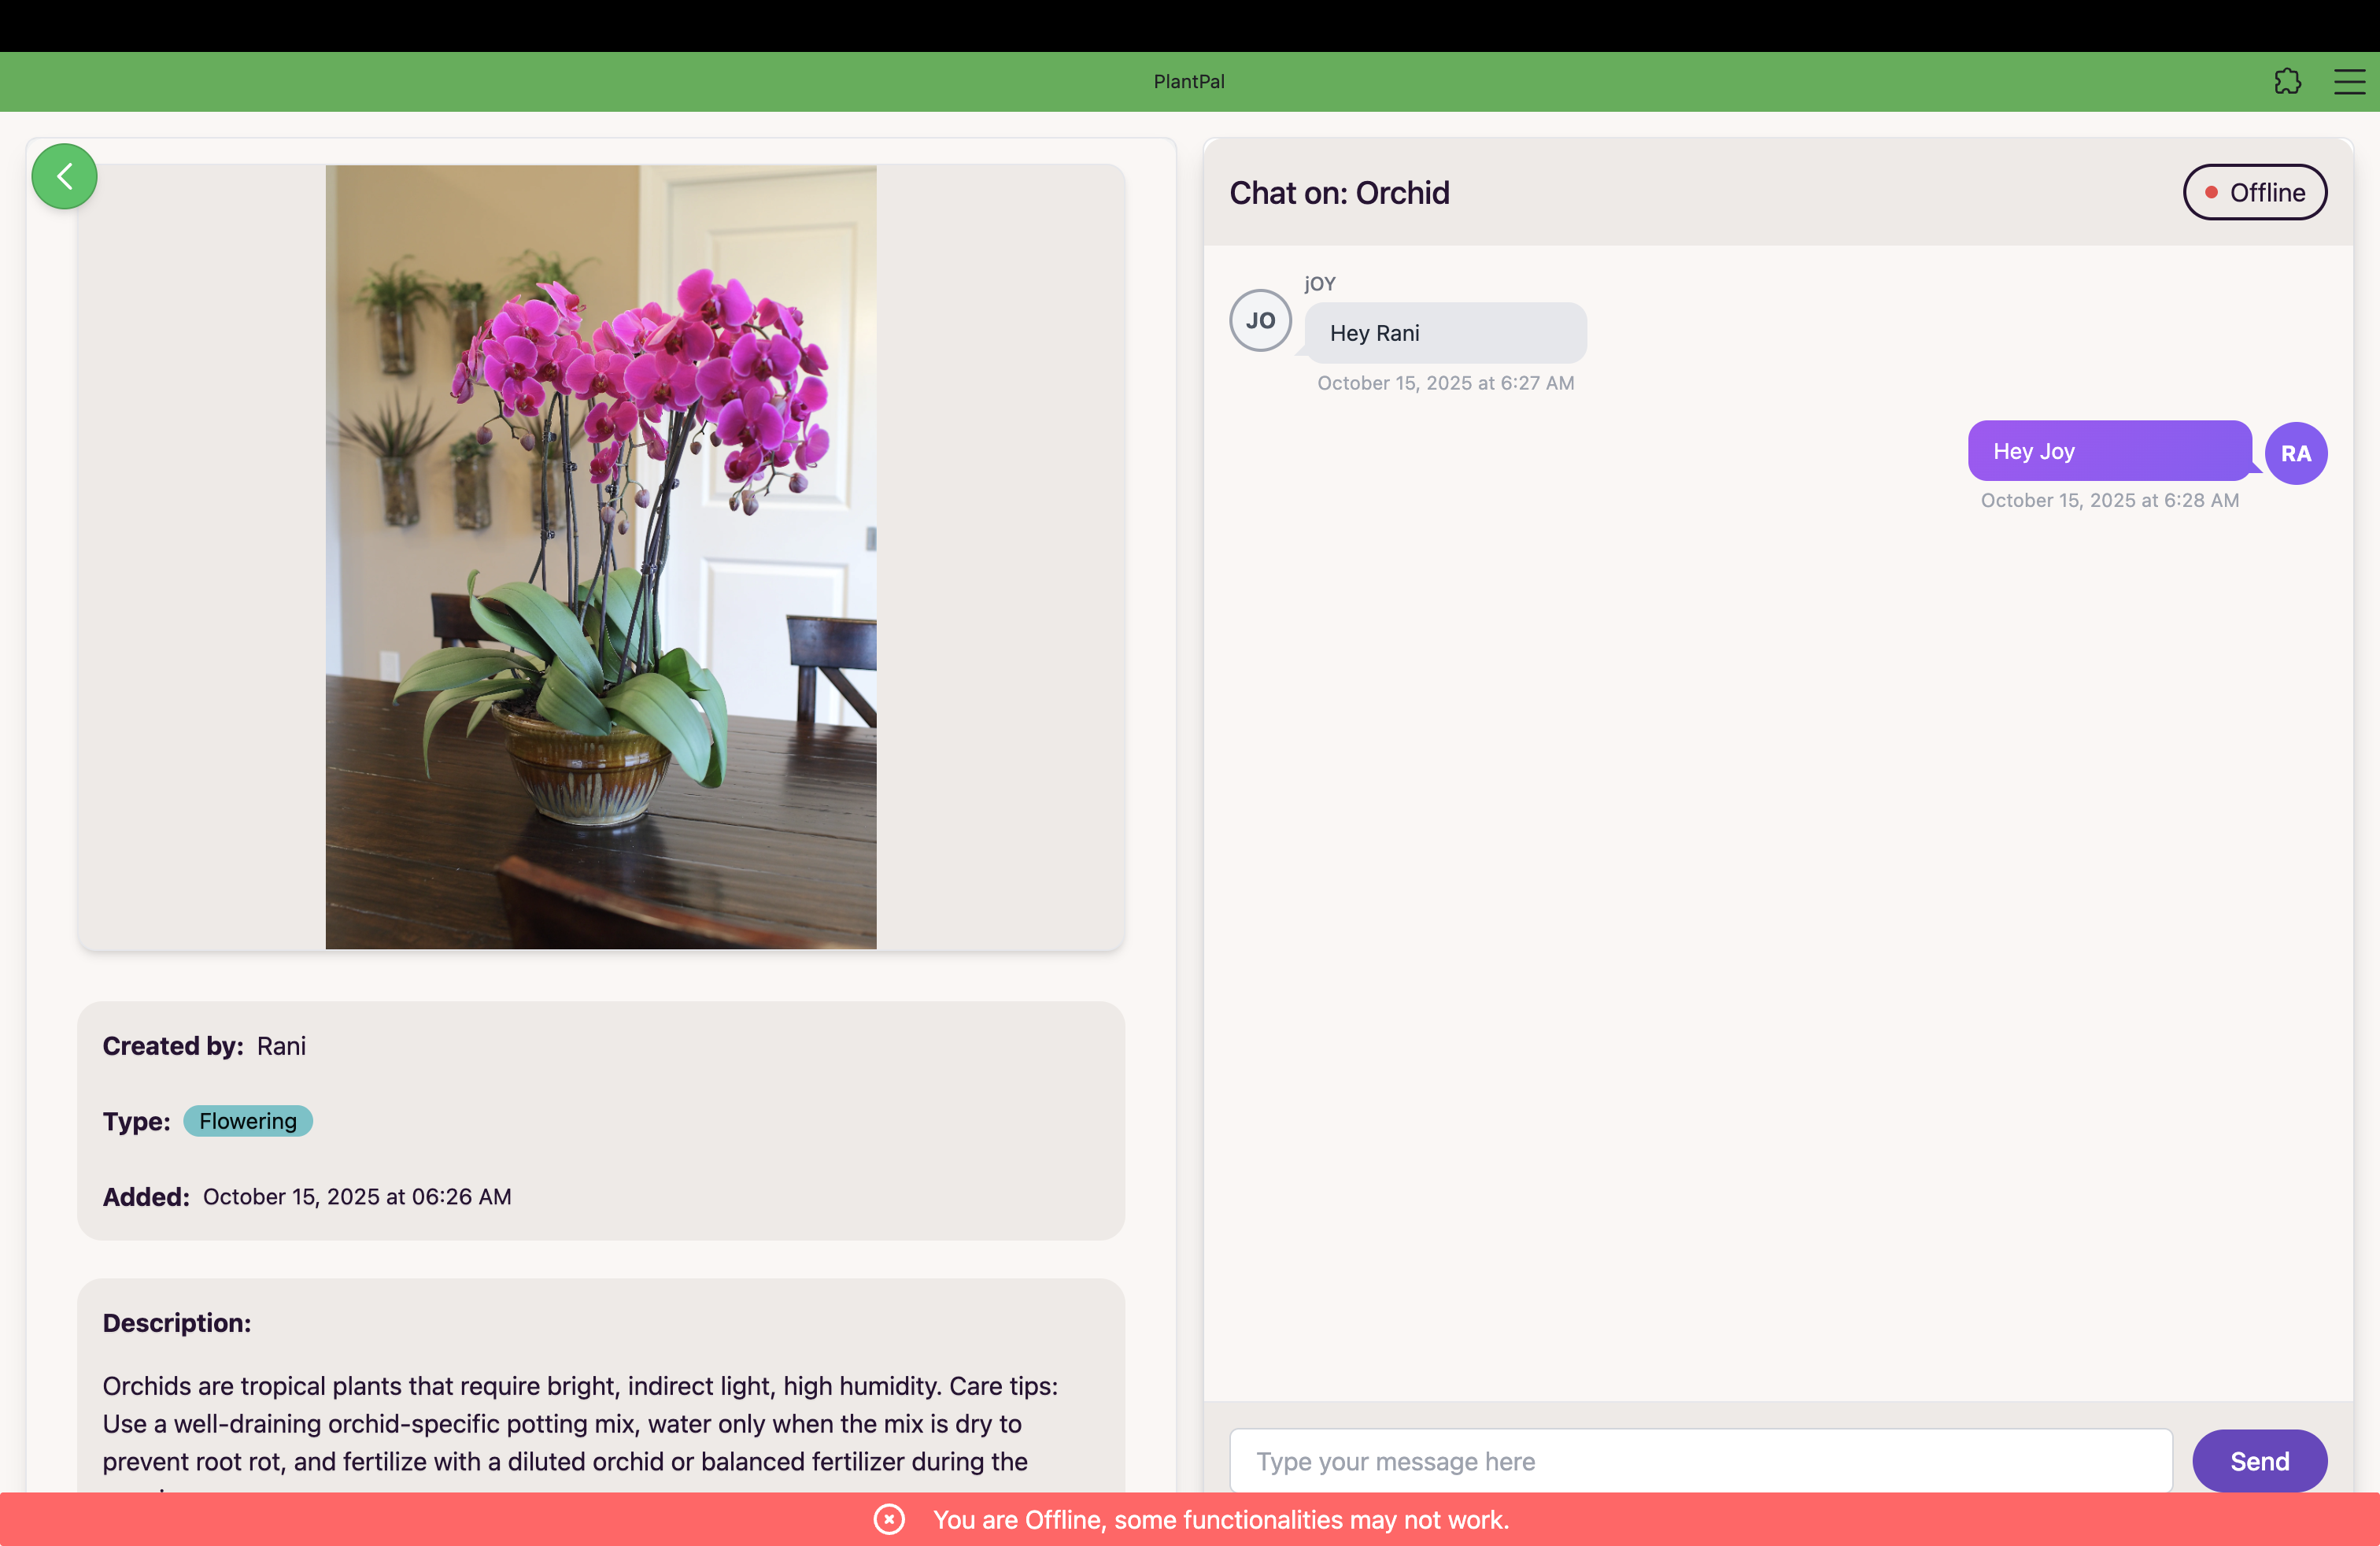 PlantPal
Created by: Rani
Type: Flowering
Added: October 15, 2025 at 06:26 AM
Description:
Orchids are tropical plants that require bright, indirect light, high humidity. Care tips:
Use a well-draining orchid-specific potting mix, water only when the mix is dry to
prevent root rot, and fertilize with a diluted orchid or balanced fertilizer during the
Chat on: Orchid
Offline
jOY
JO
Hey Rani
October 15, 2025 at 6:27 AM
Hey Joy
RA
October 15, 2025 at 6:28 AM
Type your message here
Send
You are Offline, some functionalities may not work.